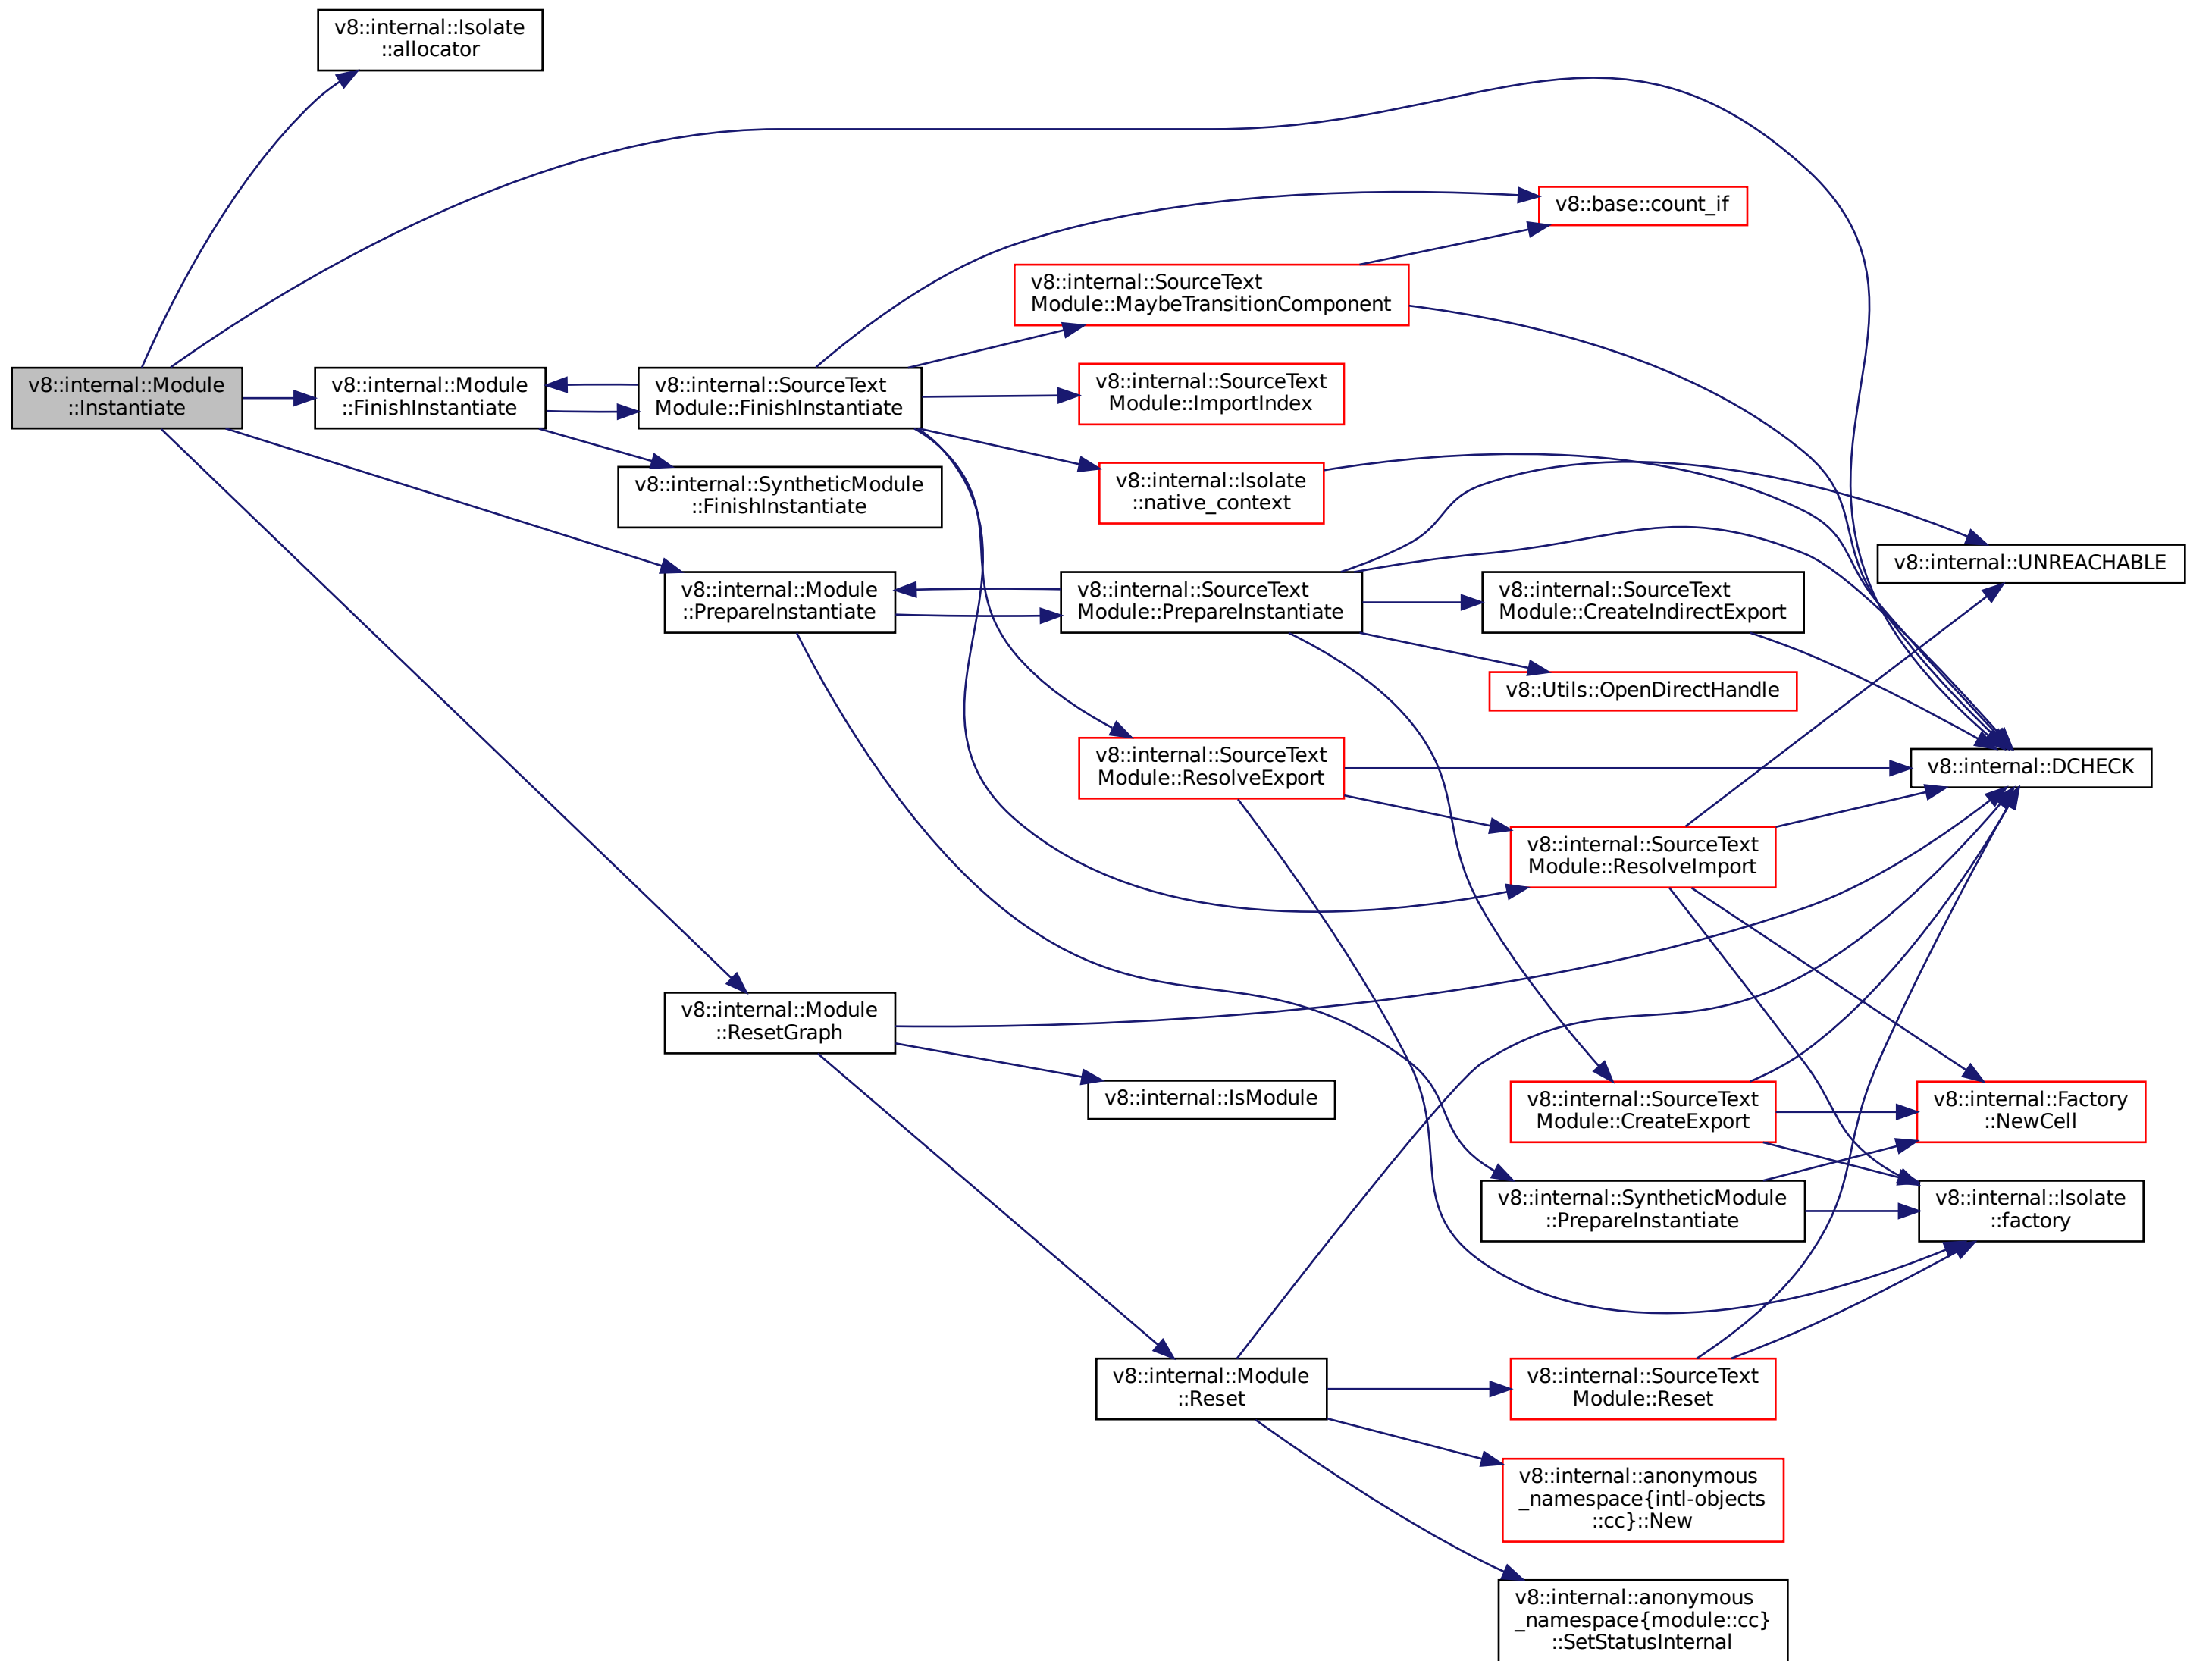 v8::internal::Isolate
::allocator
v8::base::count_if
v8::internal::SourceText
Module::MaybeTransitionComponent
v8::internal::Module
::Instantiate
v8::internal::Module
::FinishInstantiate
v8::internal::SourceText
Module::FinishInstantiate
v8::internal::SourceText
Module::ImportIndex
v8::internal::SyntheticModule
::FinishInstantiate
v8::internal::Isolate
::native_context
v8::internal::UNREACHABLE
v8::internal::Module
::PrepareInstantiate
v8::internal::SourceText
Module::PrepareInstantiate
v8::internal::SourceText
Module::CreateIndirectExport
v8::Utils::OpenDirectHandle
v8::internal::SourceText
Module::ResolveExport
v8::internal::DCHECK
v8::internal::SourceText
Module::ResolveImport
v8::internal::Module
::ResetGraph
v8::internal::IsModule
v8::internal::SourceText
Module::CreateExport
v8::internal::Factory
::NewCell
v8::internal::SyntheticModule
::PrepareInstantiate
v8::internal::Isolate
::factory
v8::internal::Module
::Reset
v8::internal::SourceText
Module::Reset
v8::internal::anonymous
_namespace{intl-objects
::cc}::New
v8::internal::anonymous
_namespace{module::cc}
::SetStatusInternal